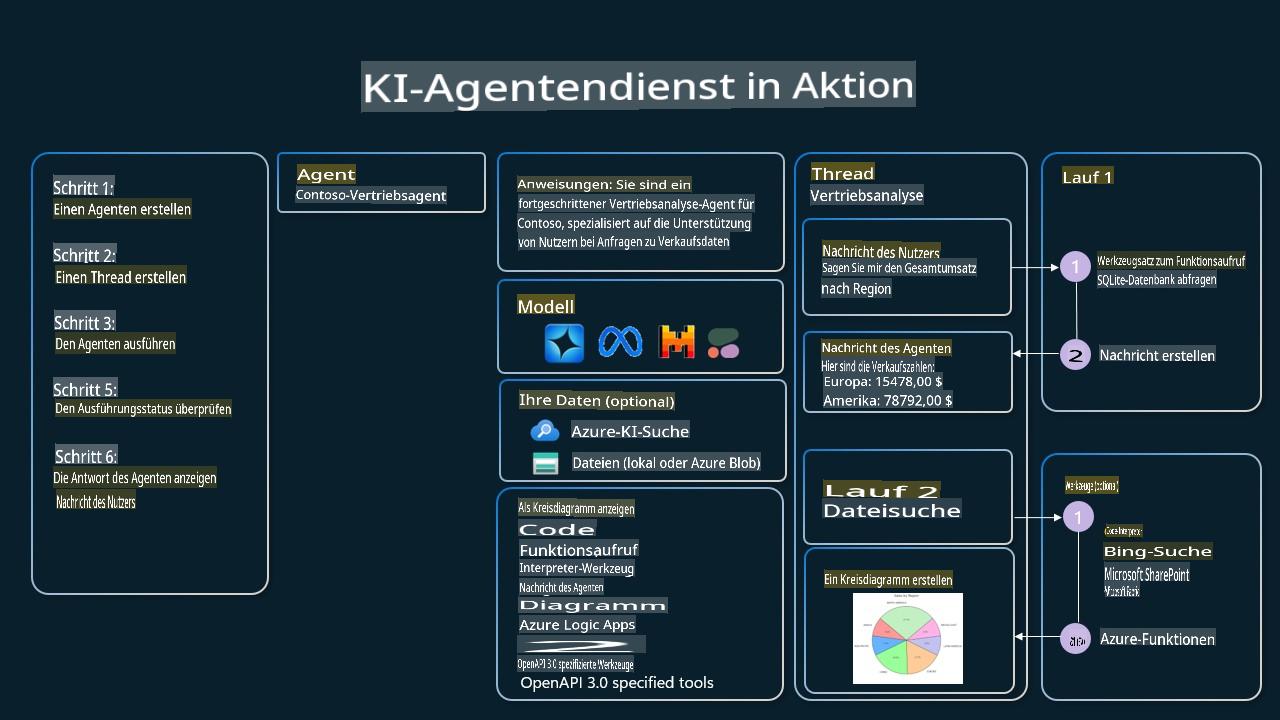 KI-Agentendienst in Aktion
Schritt 1:
Einen Agenten erstellen
Schritt 2:
Einen Thread erstellen
Schritt 3:
Den Agenten ausführen
Schritt 5:
Den Ausführungsstatus überprüfen
Schritt 6:
Die Antwort des Agenten anzeigen
Nachricht des Nutzers
Agent
Contoso-Vertriebsagent
Anweisungen: Sie sind ein
fortgeschrittener Vertriebsanalyse-Agent für
Contoso, spezialisiert auf die Unterstützung
von Nutzern bei Anfragen zu Verkaufsdaten
Modell
Ihre Daten (optional)
Azure-KI-Suche
Dateien (lokal oder Azure Blob)
Als Kreisdiagramm anzeigen
Code
Funktionsaufruf
Interpreter-Werkzeug
Nachricht des Agenten
Diagramm
Azure Logic Apps
OpenAPI 3.0 spezifizierte Werkzeuge
OpenAPI 3.0 specified tools
Thread
Vertriebsanalyse
Nachricht des Nutzers
Sagen Sie mir den Gesamtumsatz
nach Region
Nachricht des Agenten
Hier sind die Verkaufszahlen:
Europa: 15478,00 $
Amerika: 78792,00 $
Lauf 2
Dateisuche
Ein Kreisdiagramm erstellen
Lauf 1
1
Werkzeugsatz zum Funktionsaufruf
SQLite-Datenbank abfragen
2
Nachricht erstellen
Werkzeuge (optional)
1
Code Interpreter
Bing-Suche
Microsoft SharePoint
Microsoft Fabric
Azure-Funktionen